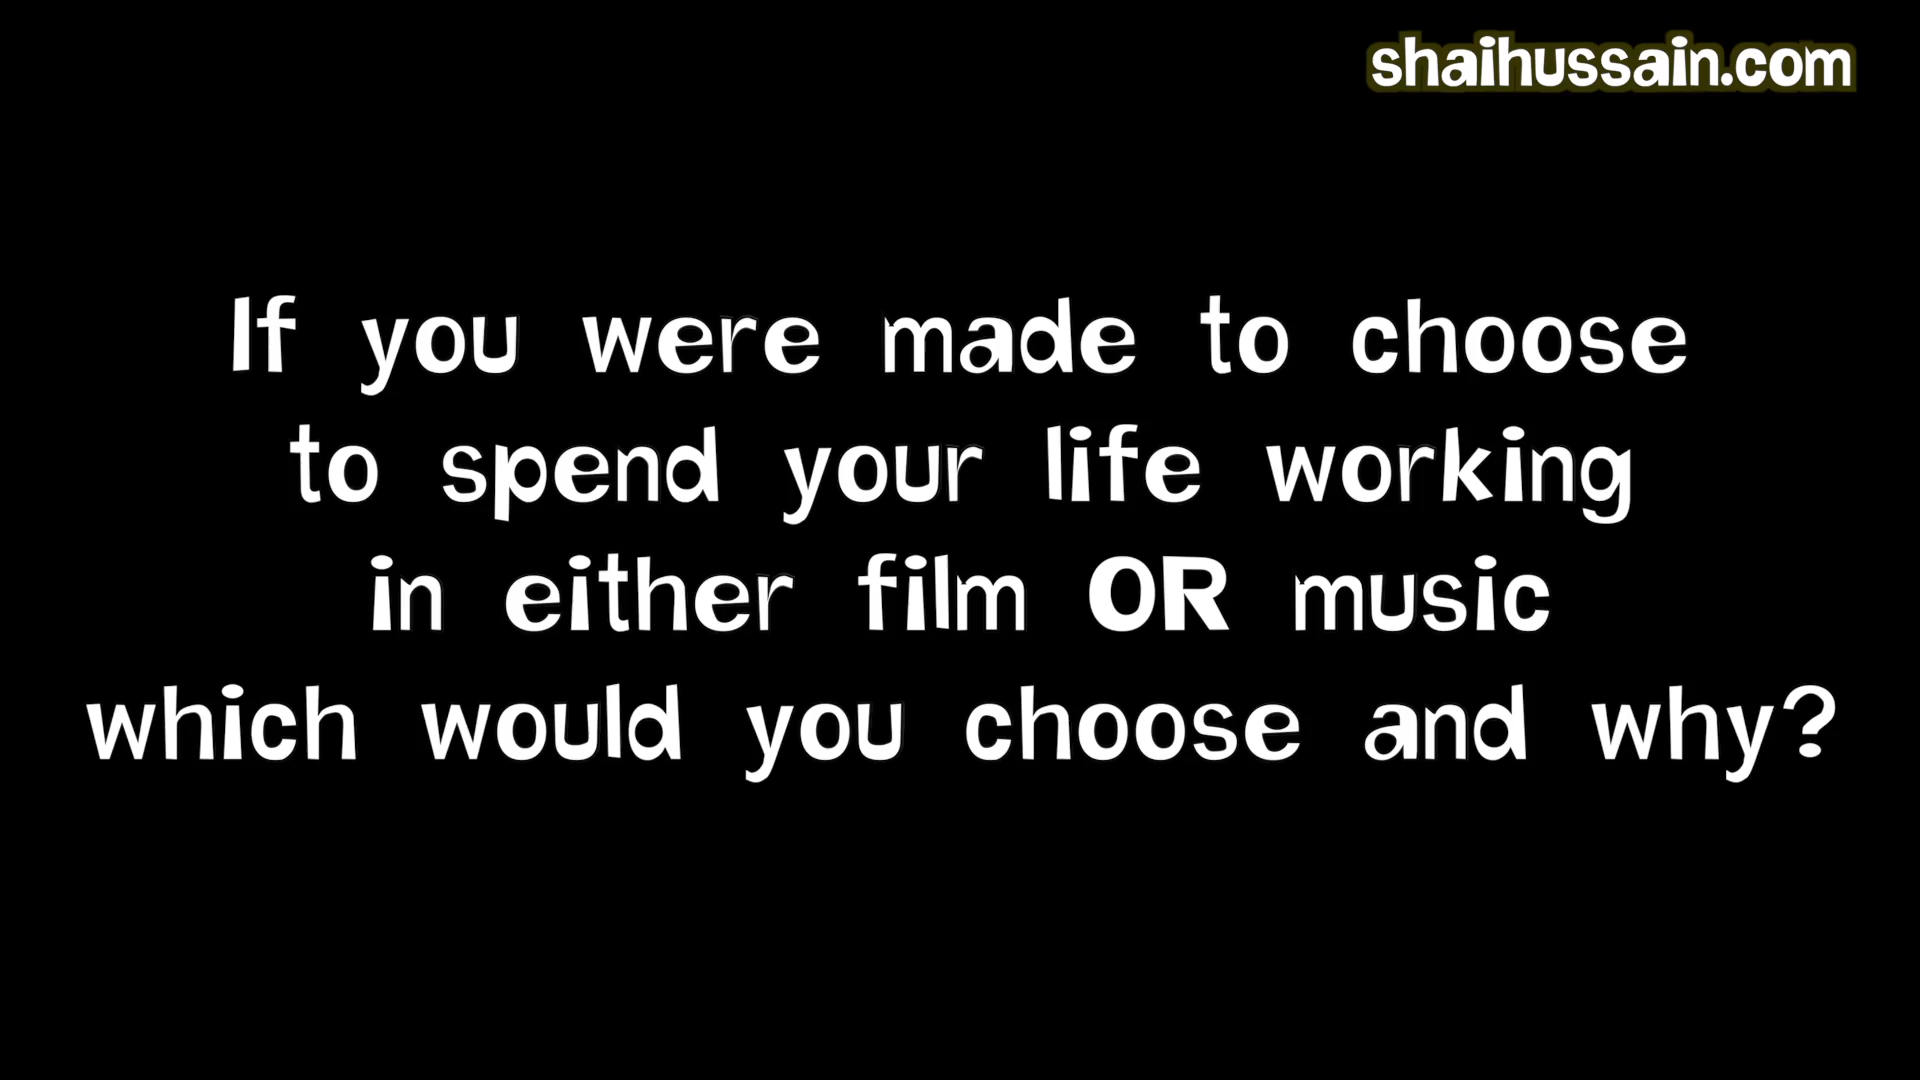 shaihussain.com
If you were made to choose
to spend your life working
in either film OR music
which would you choose and why?